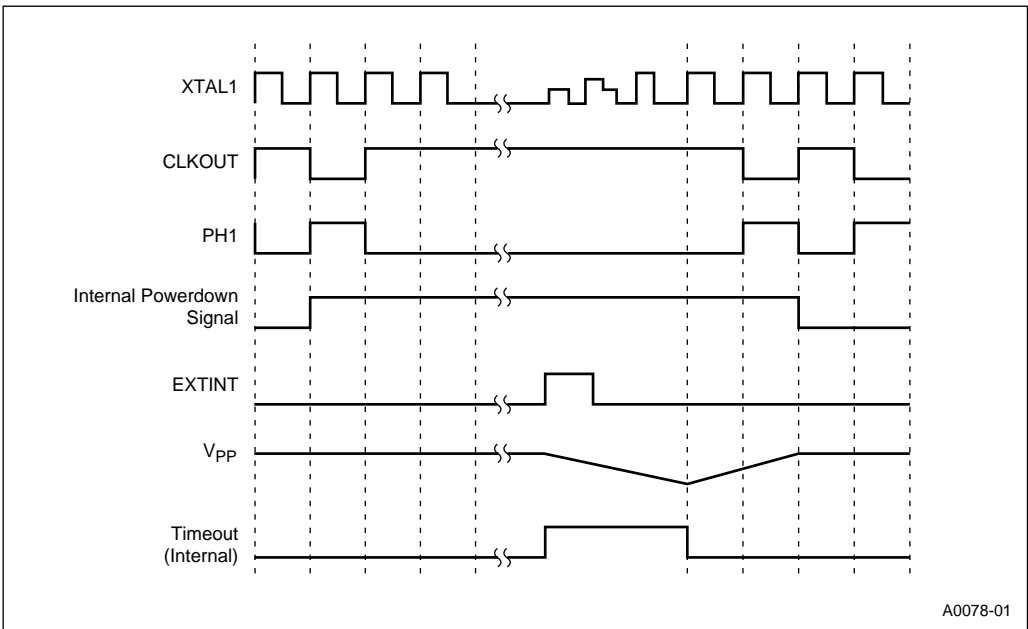 XTAL1
CLKOUT
PH1
Internal Powerdown
Signal
EXTINT
VPP
Timeout
(Internal)
A0078-01